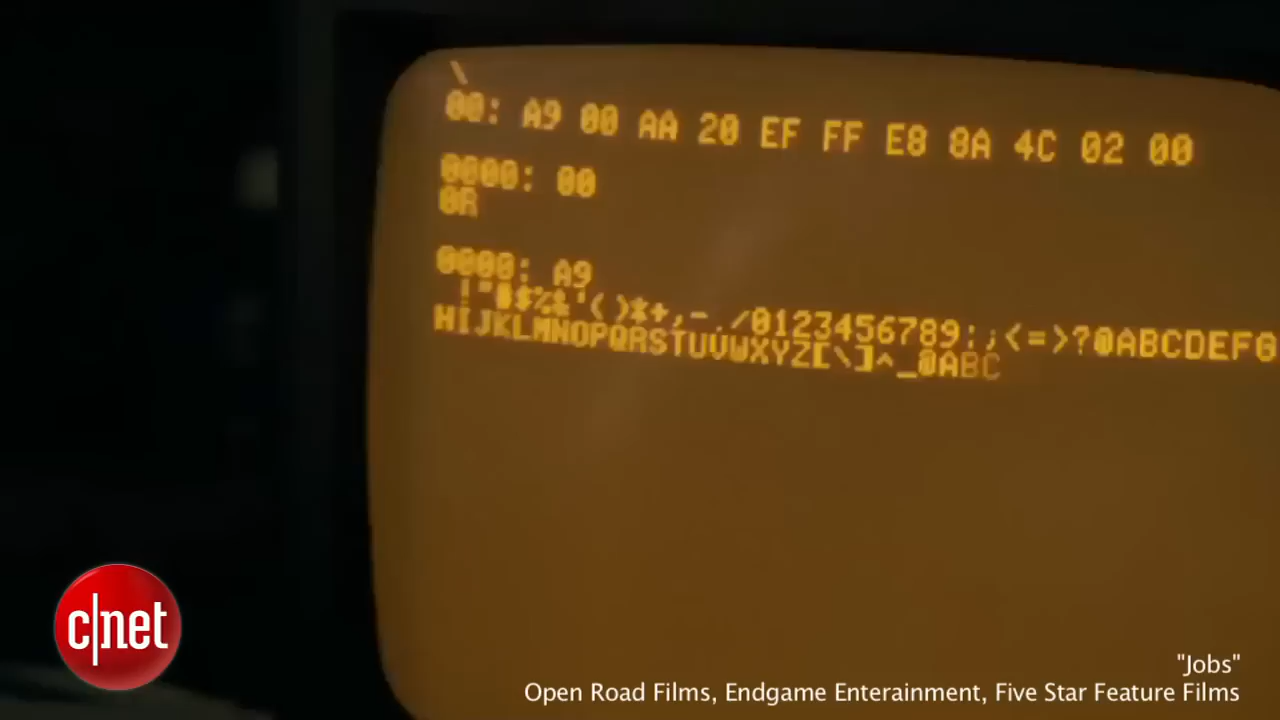 \
00: A9 00 AA 20 EF FF E8 8A 4C 02 00
0000: 00
0R
0000: A9
!"#$%&'()*+,-./0123456789:;<=>?@ABCDEFG
HIJKLMNOPQRSTUVWXYZ[\]^_@ABC
c|net
"Jobs"
Open Road Films, Endgame Enterainment, Five Star Feature Films